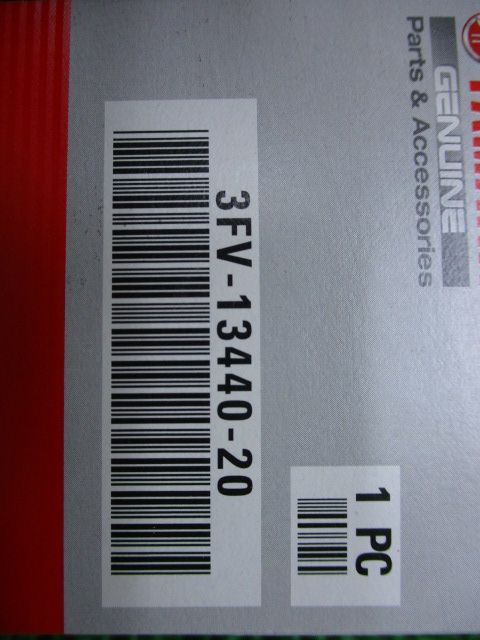 GENUINE
Parts & Accessories
3FV-13440-20
1 PC